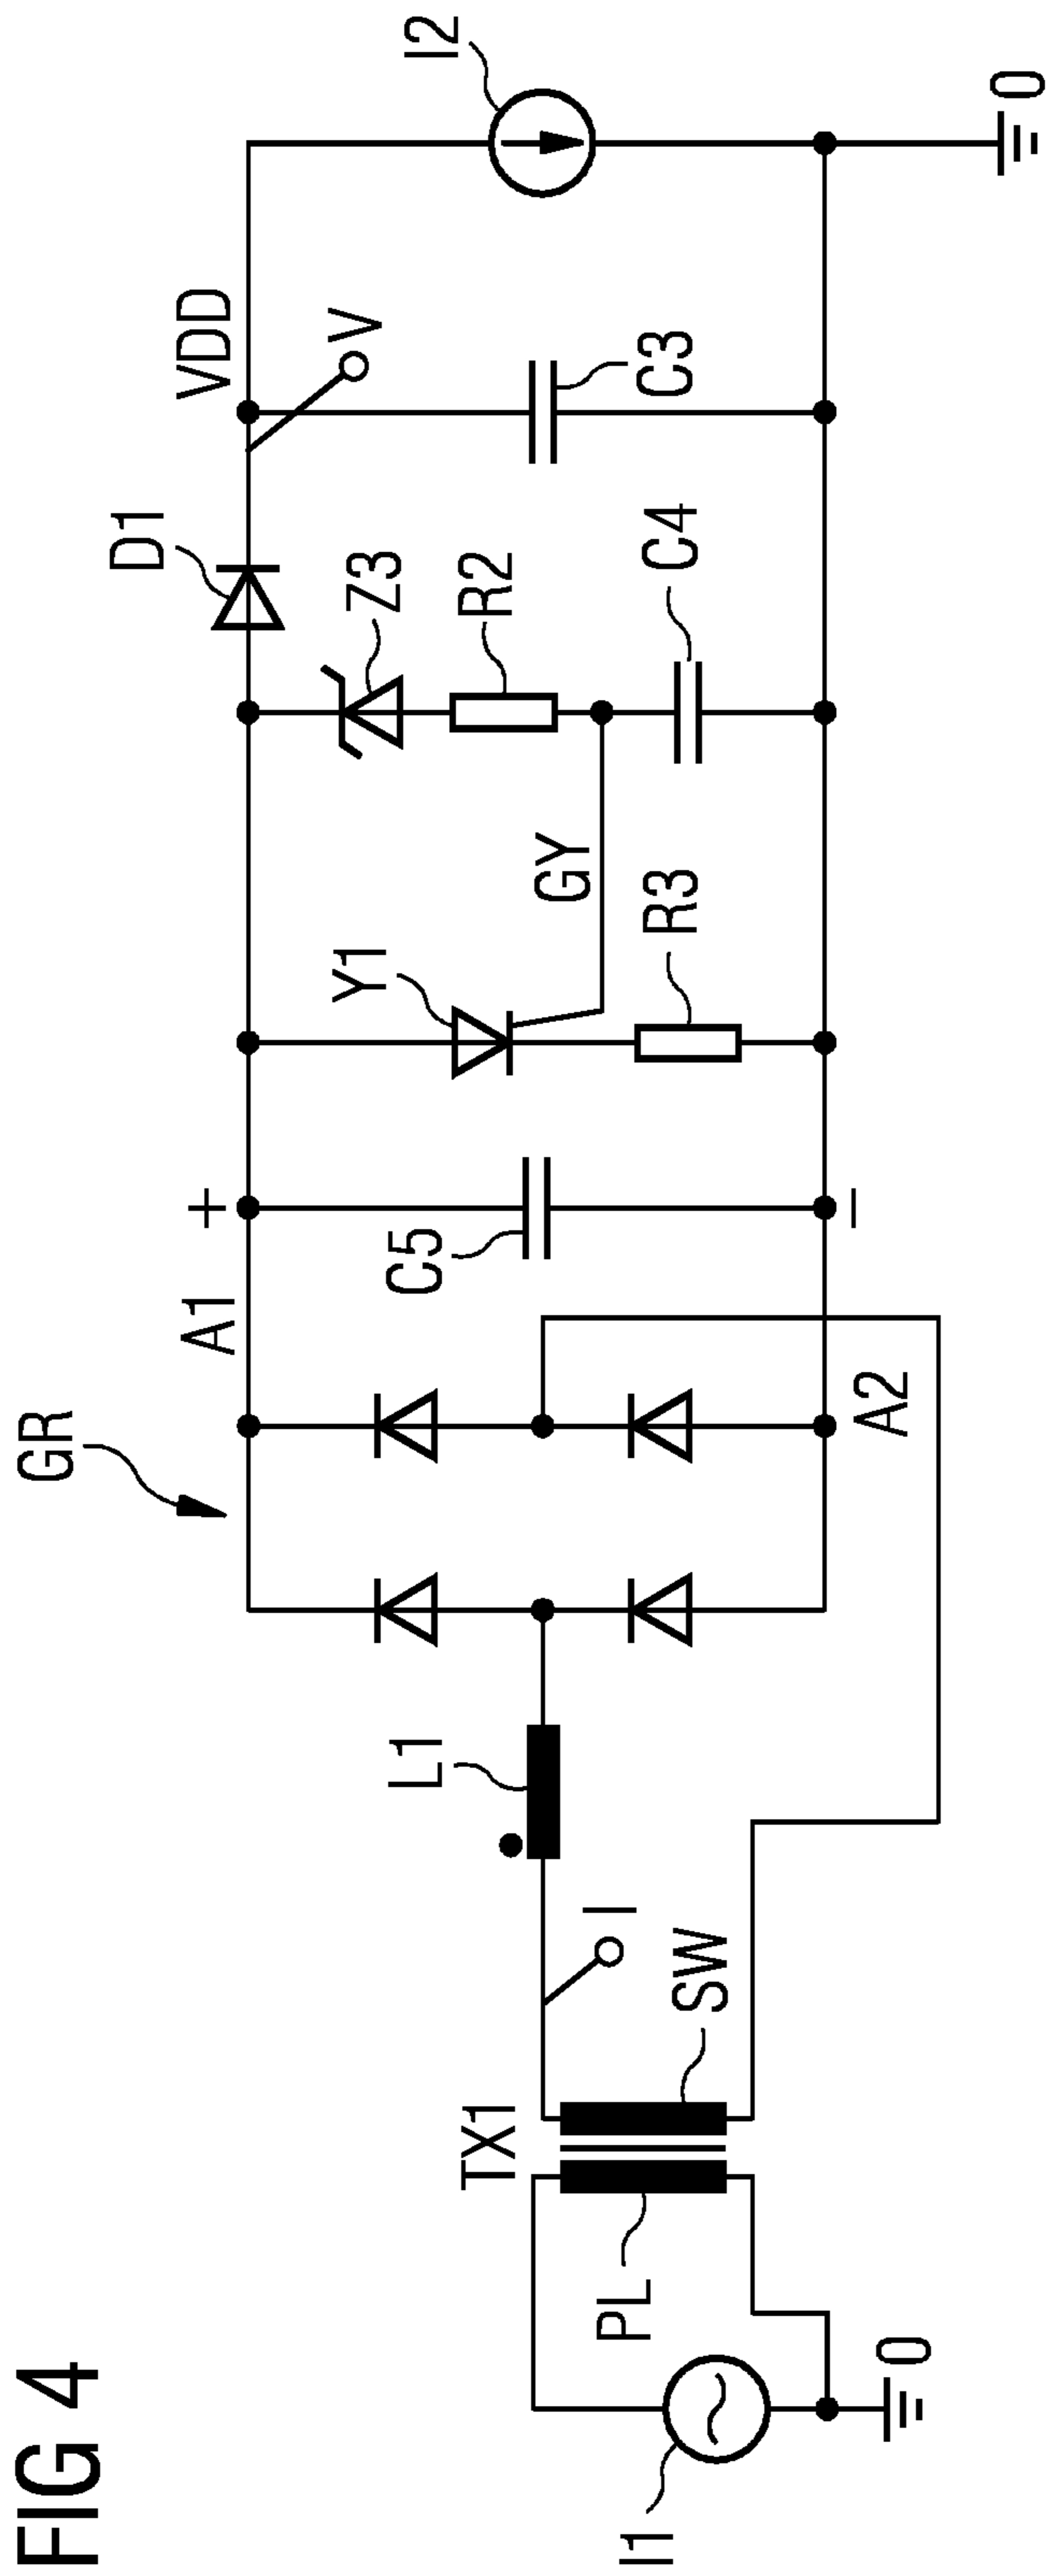 FIG 4
I1
PL
TX1
SW
0
I
L1
GR
A1
A2
+
−
C5
Y1
GY
R3
D1
Z3
R2
C4
VDD
V
C3
I2
0